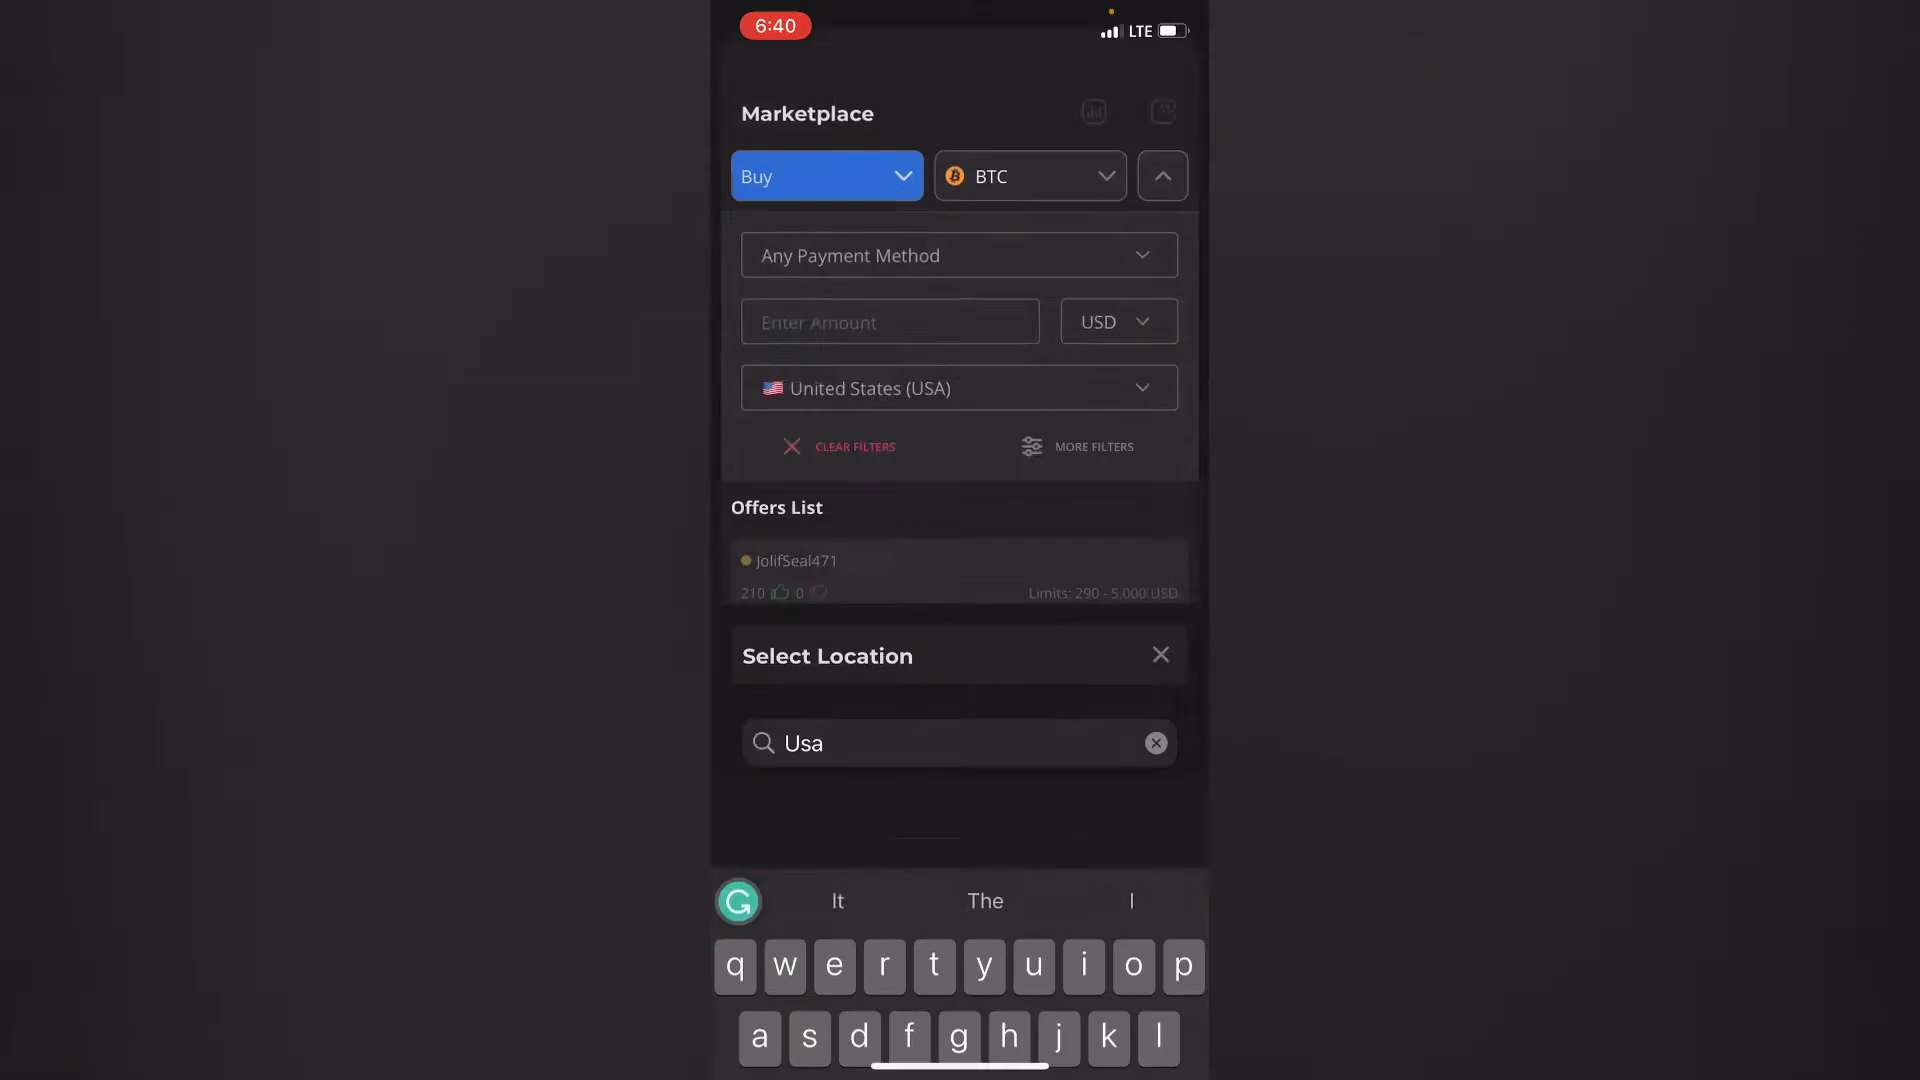 6:40
LTE
Marketplace
Buy
BTC
Any Payment Method
Enter Amount
USD
United States (USA)
CLEAR FILTERS
MORE FILTERS
Offers List
JolifSeal471
210 0 Limits: 290 - 5.000 USD
Select Location
Usa
It The I
q w e r t y u i o p
a s d f g h j k l